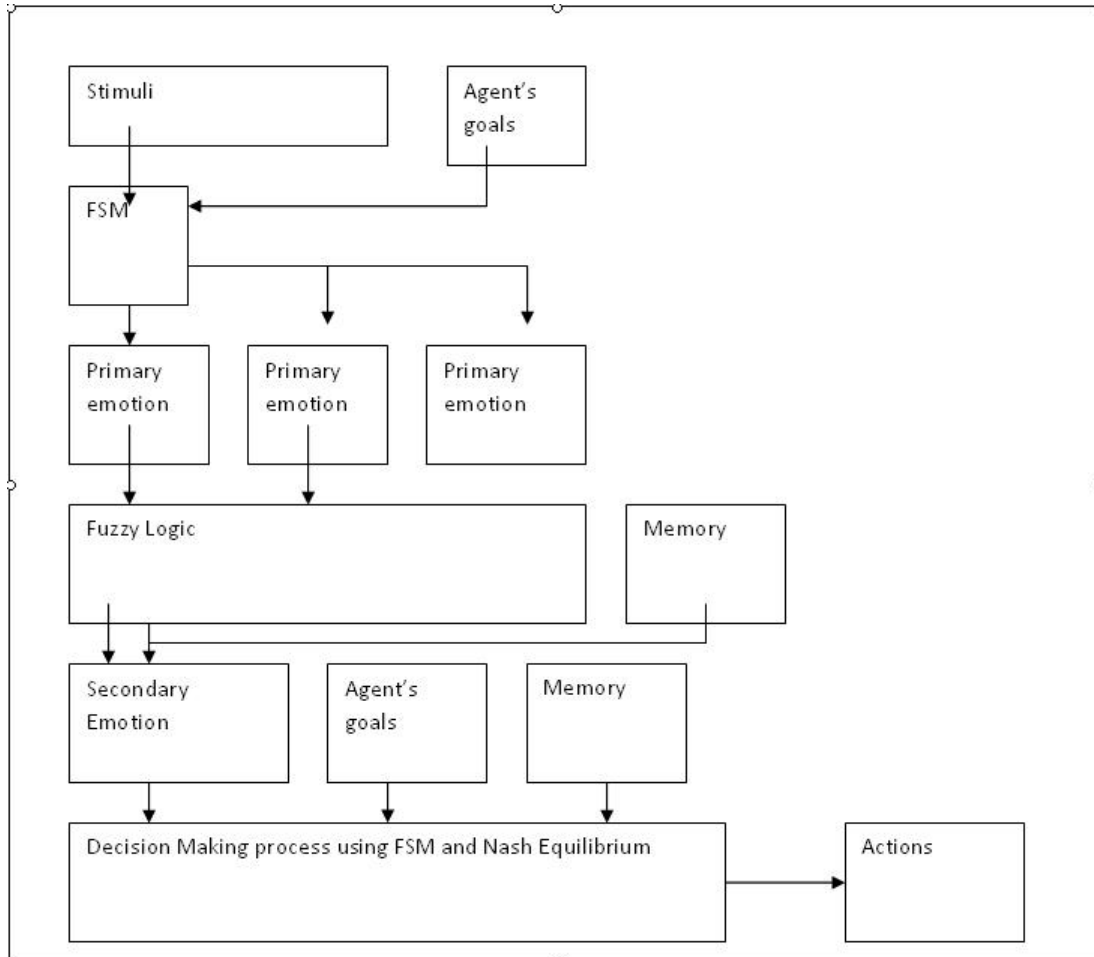 Stimuli
Agent's
goals
FSM
Primary
emotion
Primary
emotion
Primary
emotion
Fuzzy Logic
Memory
Secondary
Emotion
Agent's
goals
Memory
Decision Making process using FSM and Nash Equilibrium
Actions